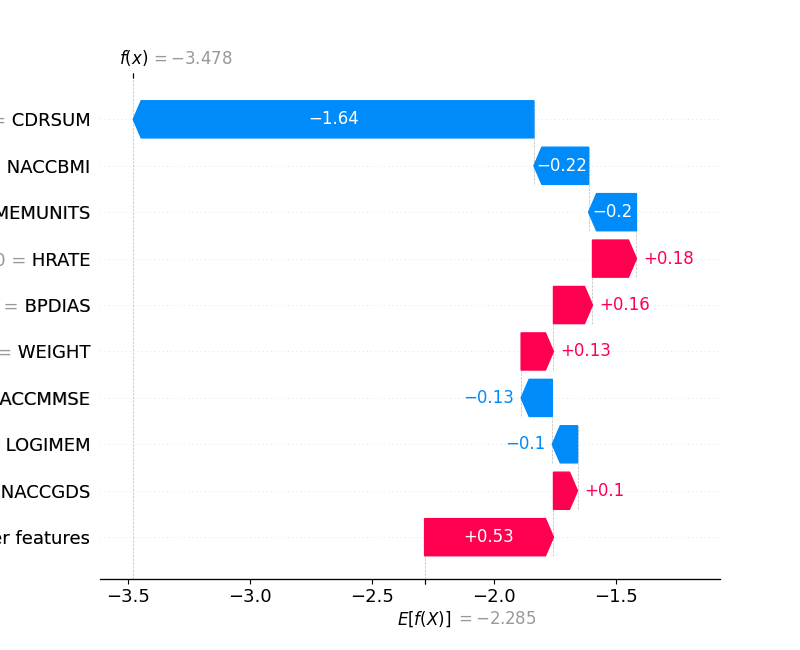 f(x) = −3.478
= CDRSUM
−1.64
NACCBMI
−0.22
MEMUNITS
−0.2
0 = HRATE
+0.18
= BPDIAS
+0.16
= WEIGHT
+0.13
ACCMMSE
−0.13
LOGIMEM
−0.1
NACCGDS
+0.1
er features
+0.53
−3.5 −3.0 −2.5 −2.0 −1.5
E[f(X)] = −2.285